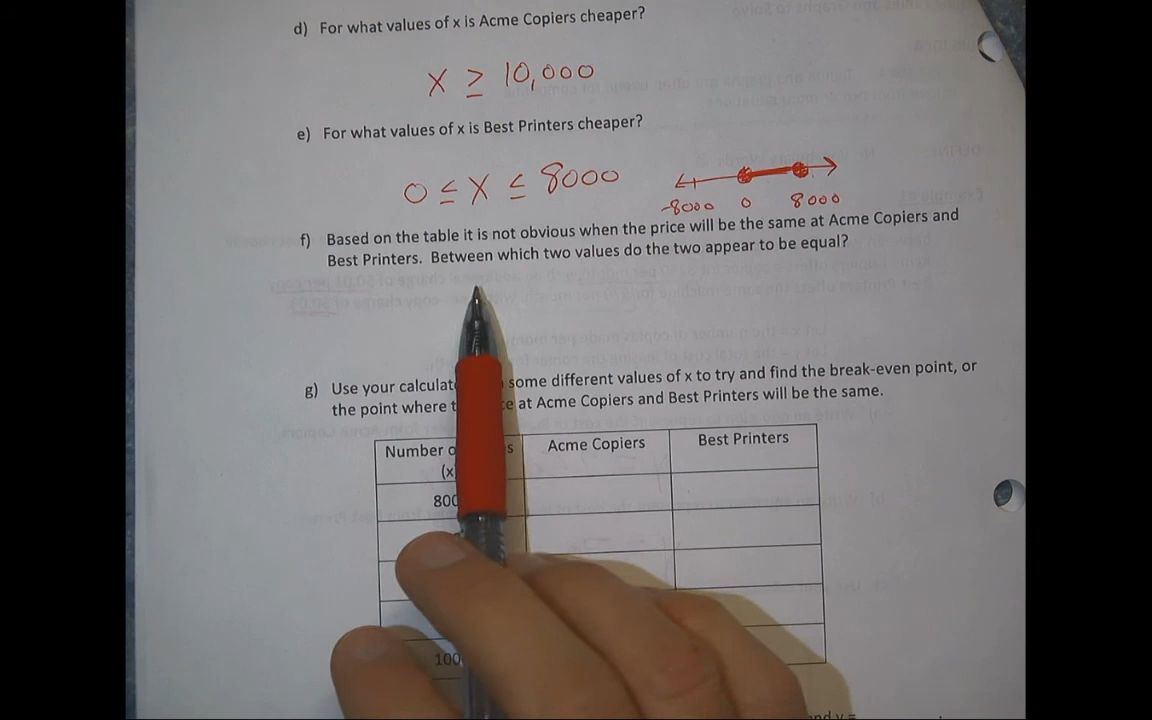 d) For what values of x is Acme Copiers cheaper?
X ≥ 10,000
e) For what values of x is Best Printers cheaper?
0 ≤ X ≤ 8000
-8000 0 8000
f) Based on the table it is not obvious when the price will be the same at Acme Copiers and
Best Printers. Between which two values do the two appear to be equal?
g) Use your some different values of x to try and find the break-even point, or
the point where at Acme Copiers and Best Printers will be the same.
Number Acme Copiers Best Printers
(x
800
100